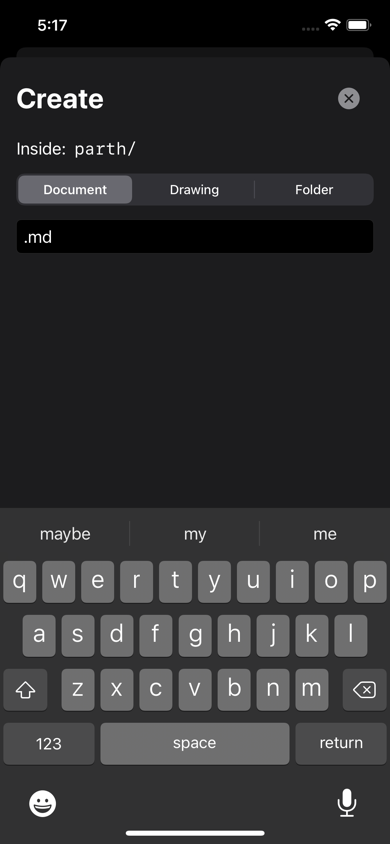 5:17
Create
Inside: parth/
Document Drawing Folder
.md
maybe my me
q w e r t y u i o p
a s d f g h j k l
z x c v b n m
123 space return